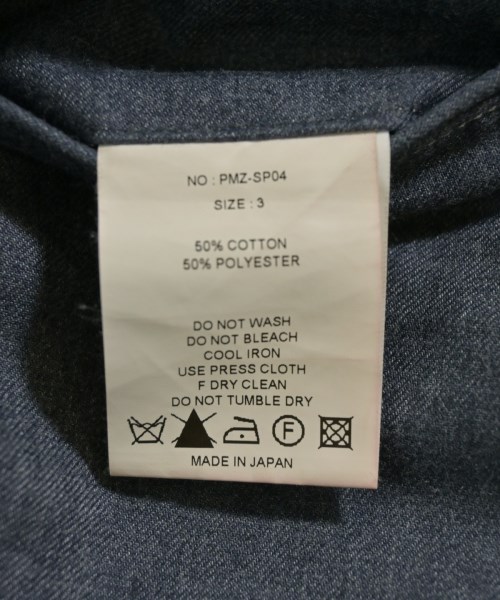 NO : PMZ-SP04
SIZE : 3
50% COTTON
50% POLYESTER
DO NOT WASH
DO NOT BLEACH
COOL IRON
USE PRESS CLOTH
F DRY CLEAN
DO NOT TUMBLE DRY
F
MADE IN JAPAN